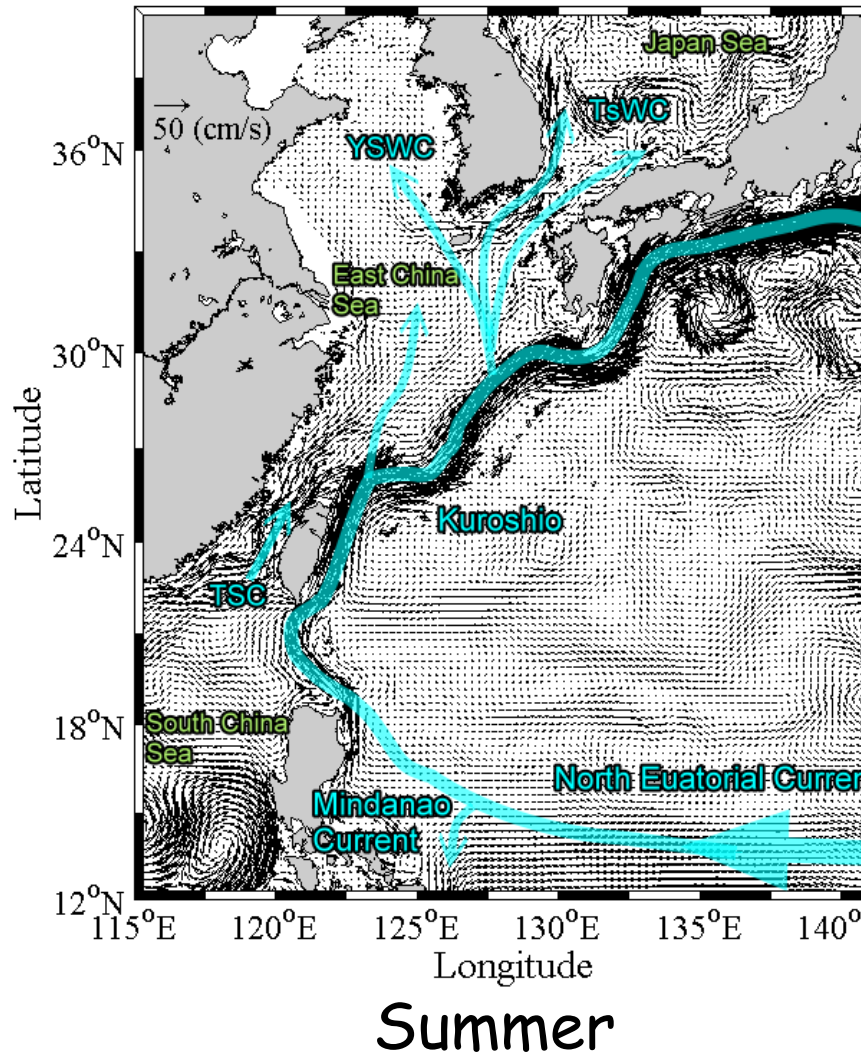 Japan Sea
TsWC
50 (cm/s)
YSWC
36°N
East China
Sea
30°N
Latitude
Kuroshio
24°N
TSC
18°N
South China
Sea
North Euatorial Curren
Mindanao
Current
12°N
115°E 120°E 125°E 130°E 135°E 140°
Longitude
Summer